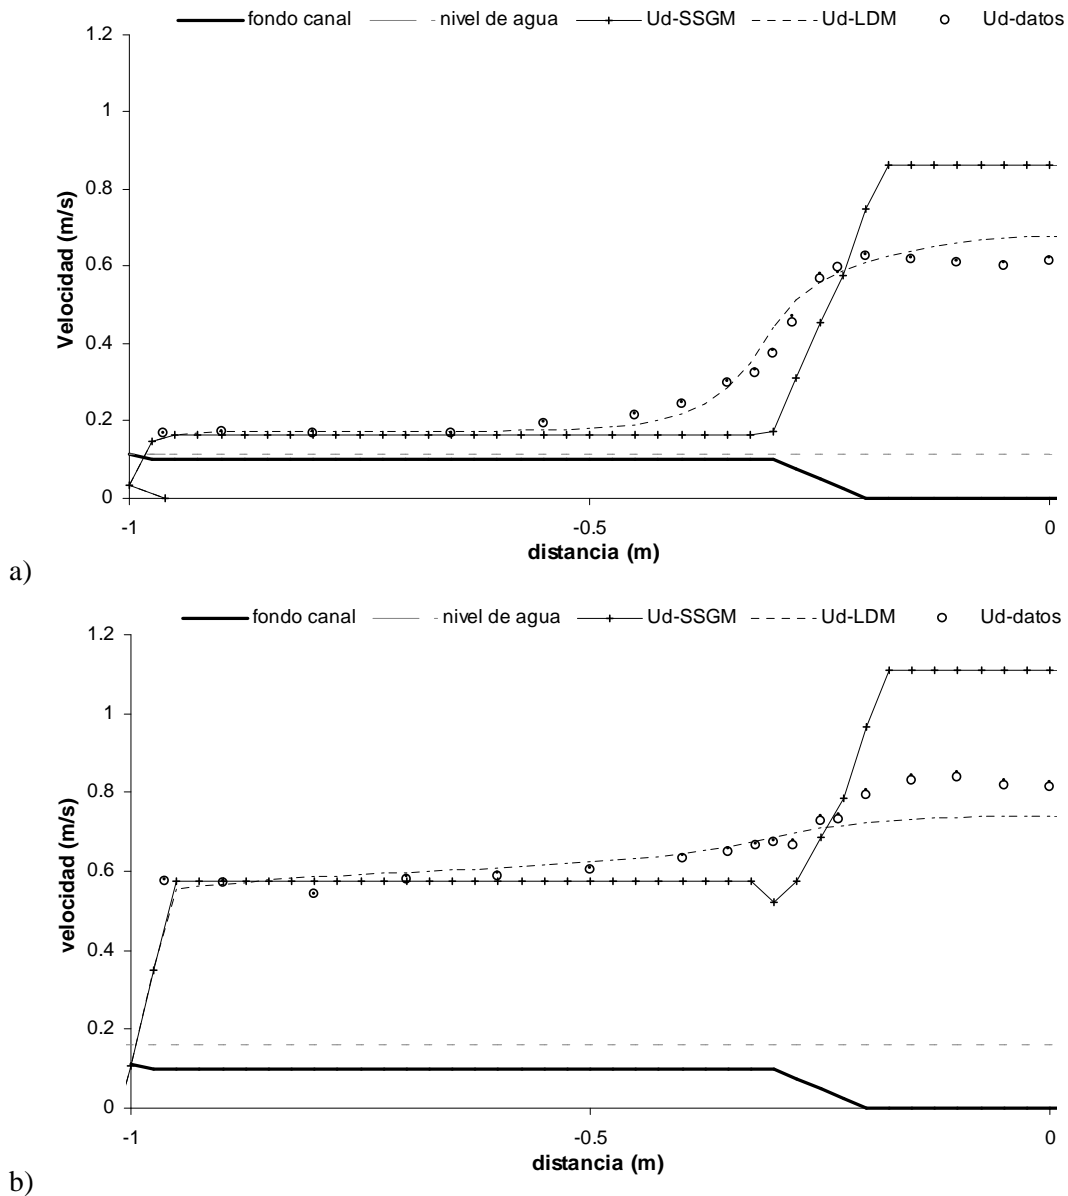 fondo canal nivel de agua Ud-SSGM Ud-LDM Ud-datos
1.2
1
0.8
0.6
0.4
0.2
0
Velocidad (m/s)
-1 -0.5 0
distancia (m)
a)
fondo canal nivel de agua Ud-SSGM Ud-LDM Ud-datos
1.2
1
0.8
0.6
0.4
0.2
0
velocidad (m/s)
-1 -0.5 0
distancia (m)
b)